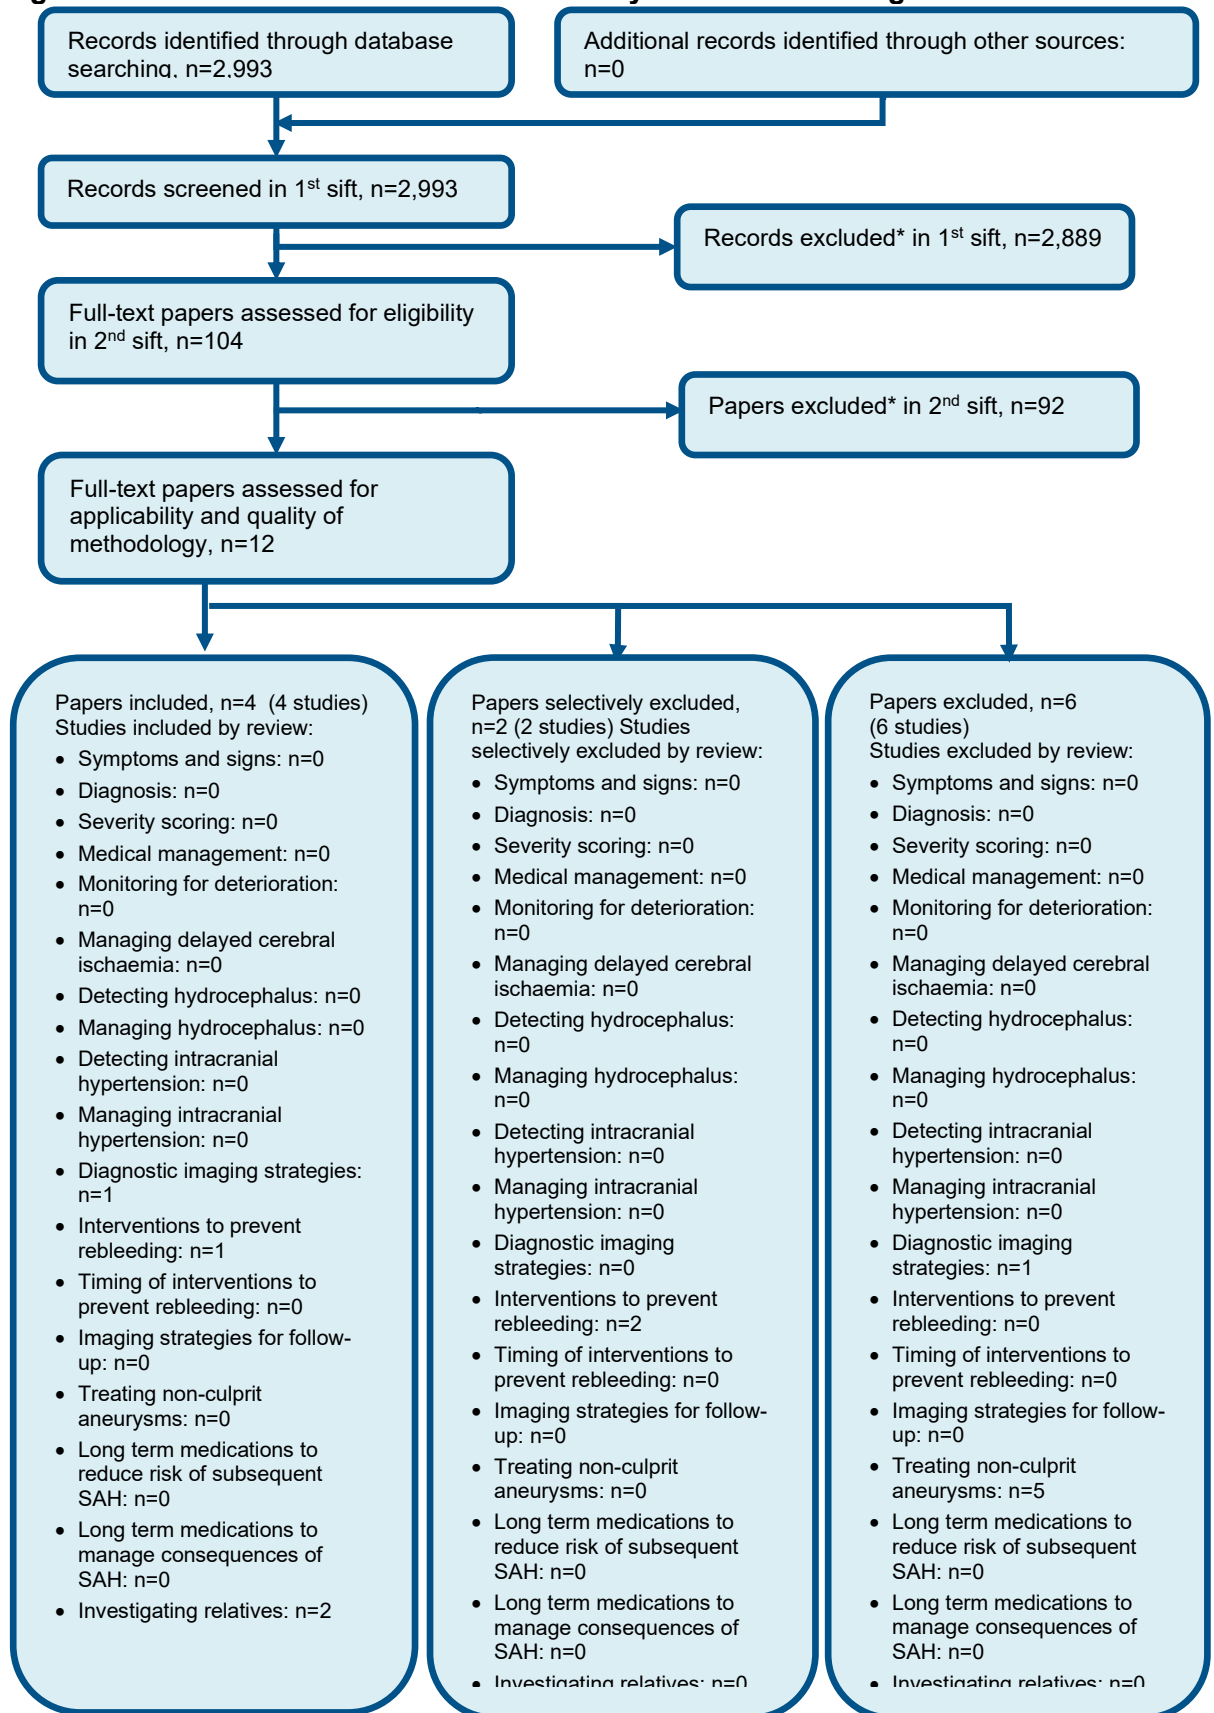 Records identified through database
searching, n=2,993
Additional records identified through other sources:
n=0
Records screened in 1st sift, n=2,993
Records excluded* in 1st sift, n=2,889
Full-text papers assessed for eligibility
in 2nd sift, n=104
Papers excluded* in 2nd sift, n=92
Full-text papers assessed for
applicability and quality of
methodology, n=12
Papers included, n=4  (4 studies)
Studies included by review:
• Symptoms and signs: n=0
• Diagnosis: n=0
• Severity scoring: n=0
• Medical management: n=0
• Monitoring for deterioration:
n=0
• Managing delayed cerebral
ischaemia: n=0
• Detecting hydrocephalus: n=0
• Managing hydrocephalus: n=0
• Detecting intracranial
hypertension: n=0
• Managing intracranial
hypertension: n=0
• Diagnostic imaging strategies:
n=1
• Interventions to prevent
rebleeding: n=1
• Timing of interventions to
prevent rebleeding: n=0
• Imaging strategies for follow-
up: n=0
• Treating non-culprit
aneurysms: n=0
• Long term medications to
reduce risk of subsequent
SAH: n=0
• Long term medications to
manage consequences of
SAH: n=0
• Investigating relatives: n=2
Papers selectively excluded,
n=2 (2 studies) Studies
selectively excluded by review:
• Symptoms and signs: n=0
• Diagnosis: n=0
• Severity scoring: n=0
• Medical management: n=0
• Monitoring for deterioration:
n=0
• Managing delayed cerebral
ischaemia: n=0
• Detecting hydrocephalus:
n=0
• Managing hydrocephalus:
n=0
• Detecting intracranial
hypertension: n=0
• Managing intracranial
hypertension: n=0
• Diagnostic imaging
strategies: n=0
• Interventions to prevent
rebleeding: n=2
• Timing of interventions to
prevent rebleeding: n=0
• Imaging strategies for follow-
up: n=0
• Treating non-culprit
aneurysms: n=0
• Long term medications to
reduce risk of subsequent
SAH: n=0
• Long term medications to
manage consequences of
SAH: n=0
• Investigating relatives: n=0
Papers excluded, n=6
(6 studies)
Studies excluded by review:
• Symptoms and signs: n=0
• Diagnosis: n=0
• Severity scoring: n=0
• Medical management: n=0
• Monitoring for deterioration:
n=0
• Managing delayed cerebral
ischaemia: n=0
• Detecting hydrocephalus:
n=0
• Managing hydrocephalus:
n=0
• Detecting intracranial
hypertension: n=0
• Managing intracranial
hypertension: n=0
• Diagnostic imaging
strategies: n=1
• Interventions to prevent
rebleeding: n=0
• Timing of interventions to
prevent rebleeding: n=0
• Imaging strategies for follow-
up: n=0
• Treating non-culprit
aneurysms: n=5
• Long term medications to
reduce risk of subsequent
SAH: n=0
• Long term medications to
manage consequences of
SAH: n=0
• Investigating relatives: n=0